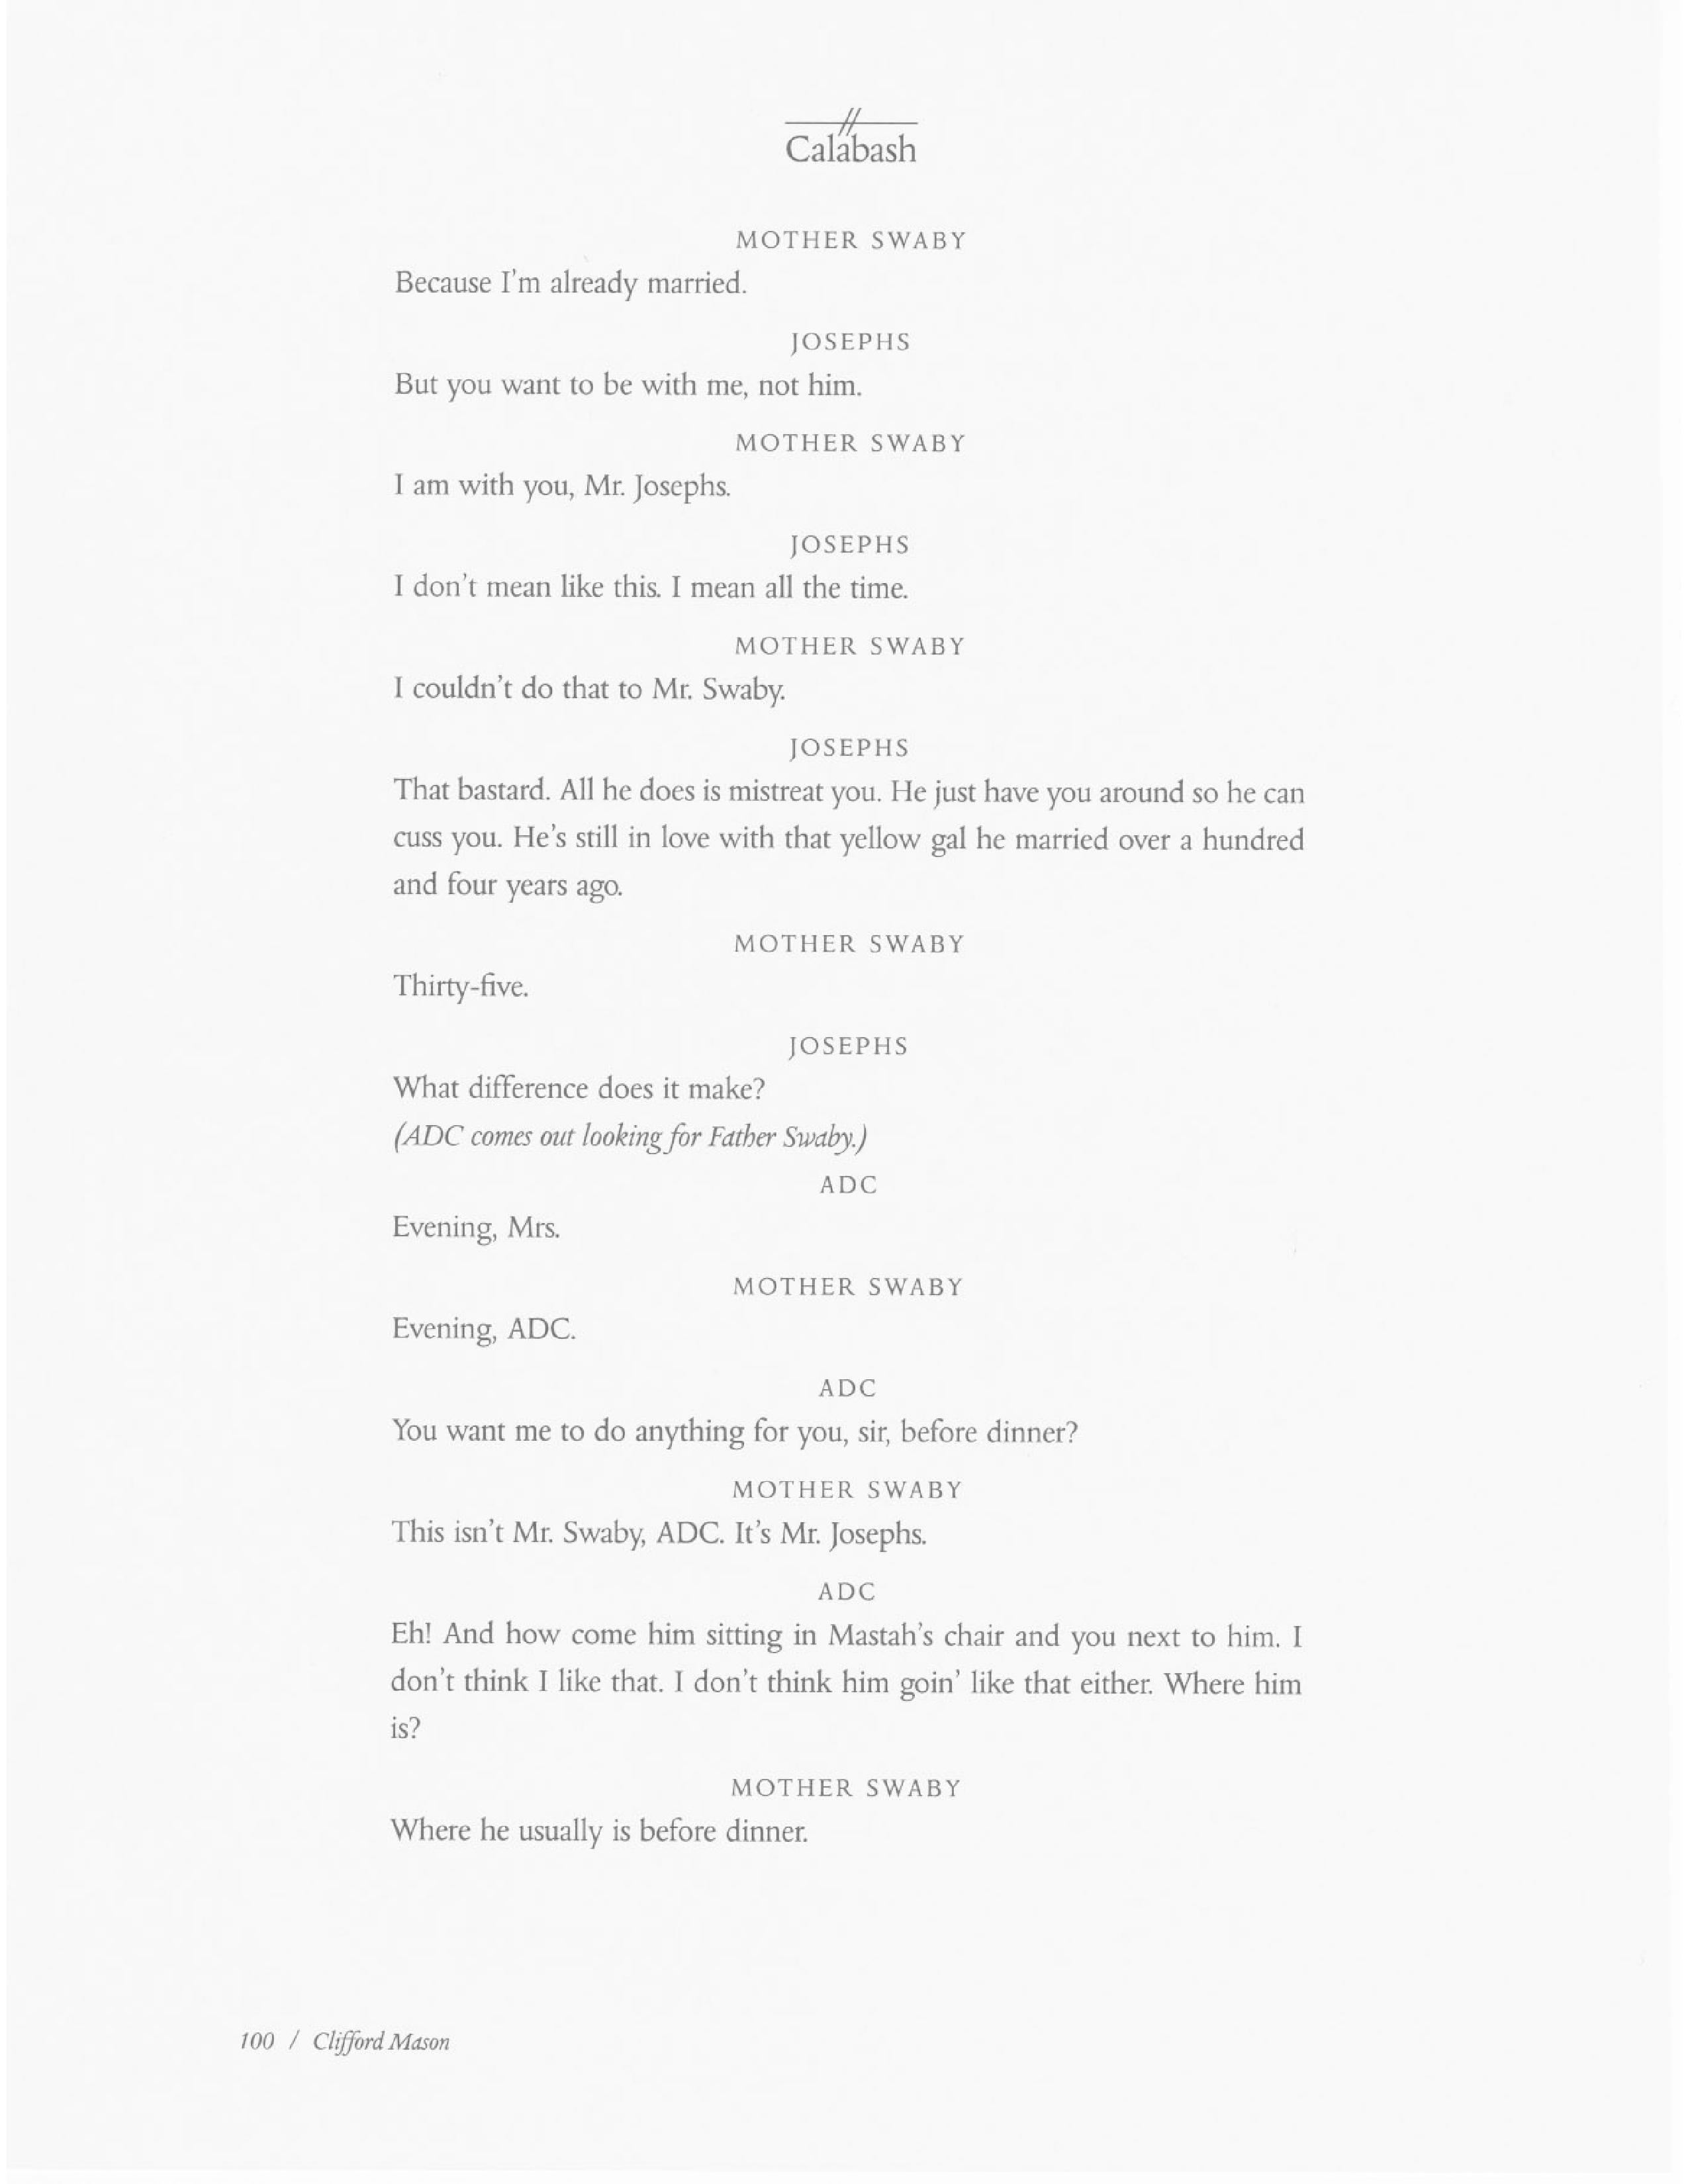 Calabash
MOTHER SWABY
Because I'm already married.
JOSEPHS
But you want to be with me, not him.
MOTHER SWABY
I am with you, Mr. Josephs.
JOSEPHS
I don't mean like this. I mean all the time.
MOTHER SWABY
I couldn't do that to Mr. Swaby.
JOSEPHS
That bastard. All he does is mistreat you. He just have you around so he can
cuss you. He's still in love with that yellow gal he married over a hundred
and four years ago.
MOTHER SWABY
Thirty-five.
JOSEPHS
What difference does it make?
(ADC comes out looking for Father Swaby.)
ADC
Evening, Mrs.
MOTHER SWABY
Evening, ADC.
ADC
You want me to do anything for you, sir, before dinner?
MOTHER SWABY
This isn't Mr. Swaby, ADC. It's Mr. Josephs.
ADC
Eh! And how come him sitting in Mastah's chair and you next to him. I
don't think I like that. I don't think him goin' like that either. Where him
is?
MOTHER SWABY
Where he usually is before dinner.
100 / Clifford Mason